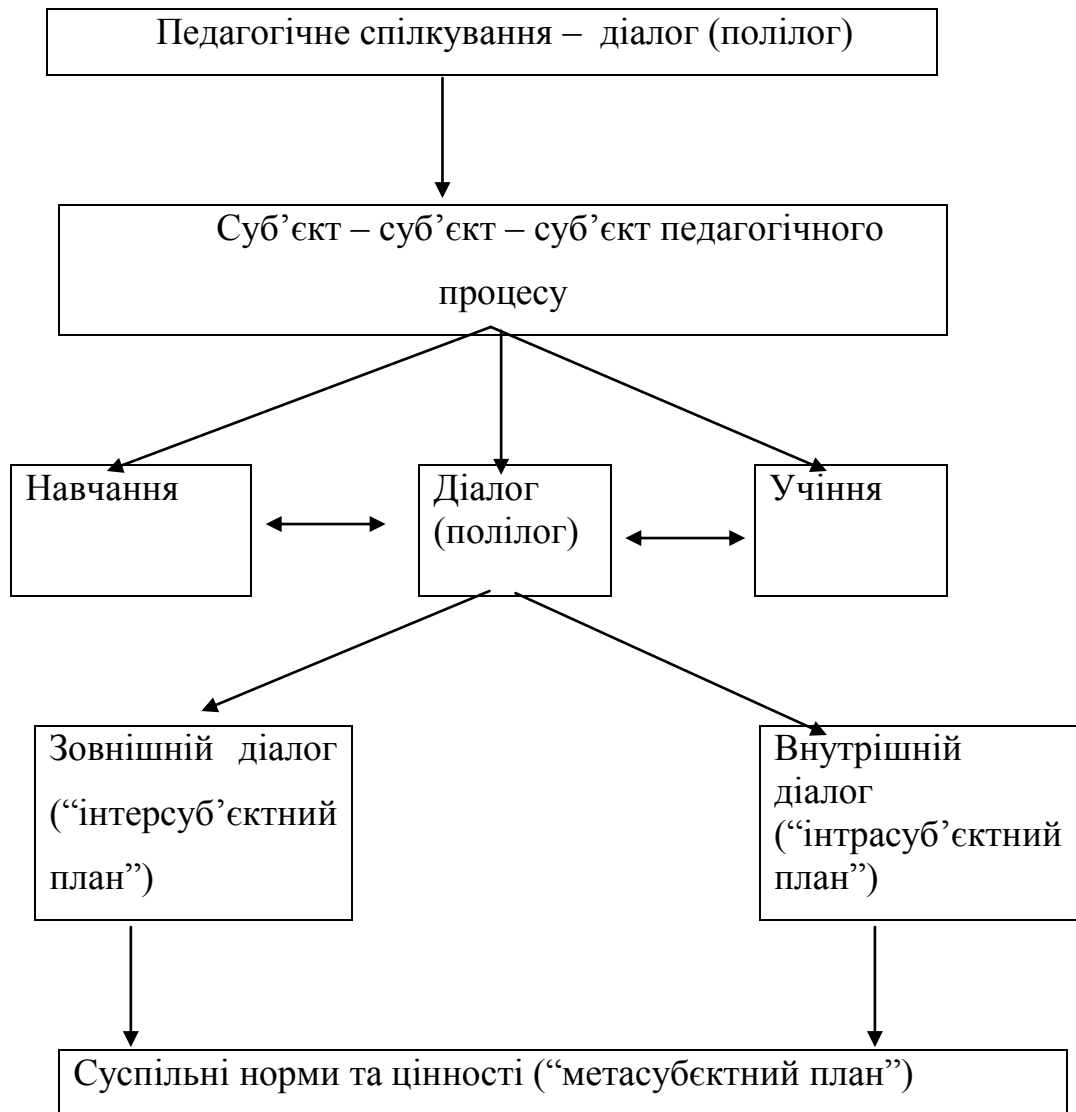 Педагогічне спілкування – діалог (полілог)
Суб’єкт – суб’єкт – суб’єкт педагогічного
процесу
Навчання
Діалог
(полілог)
Учіння
Зовнішній діалог
(“інтерсуб’єктний
план”)
Внутрішній
діалог
(“інтрасуб’єктний
план”)
Суспільні норми та цінності (“метасубєктний план”)